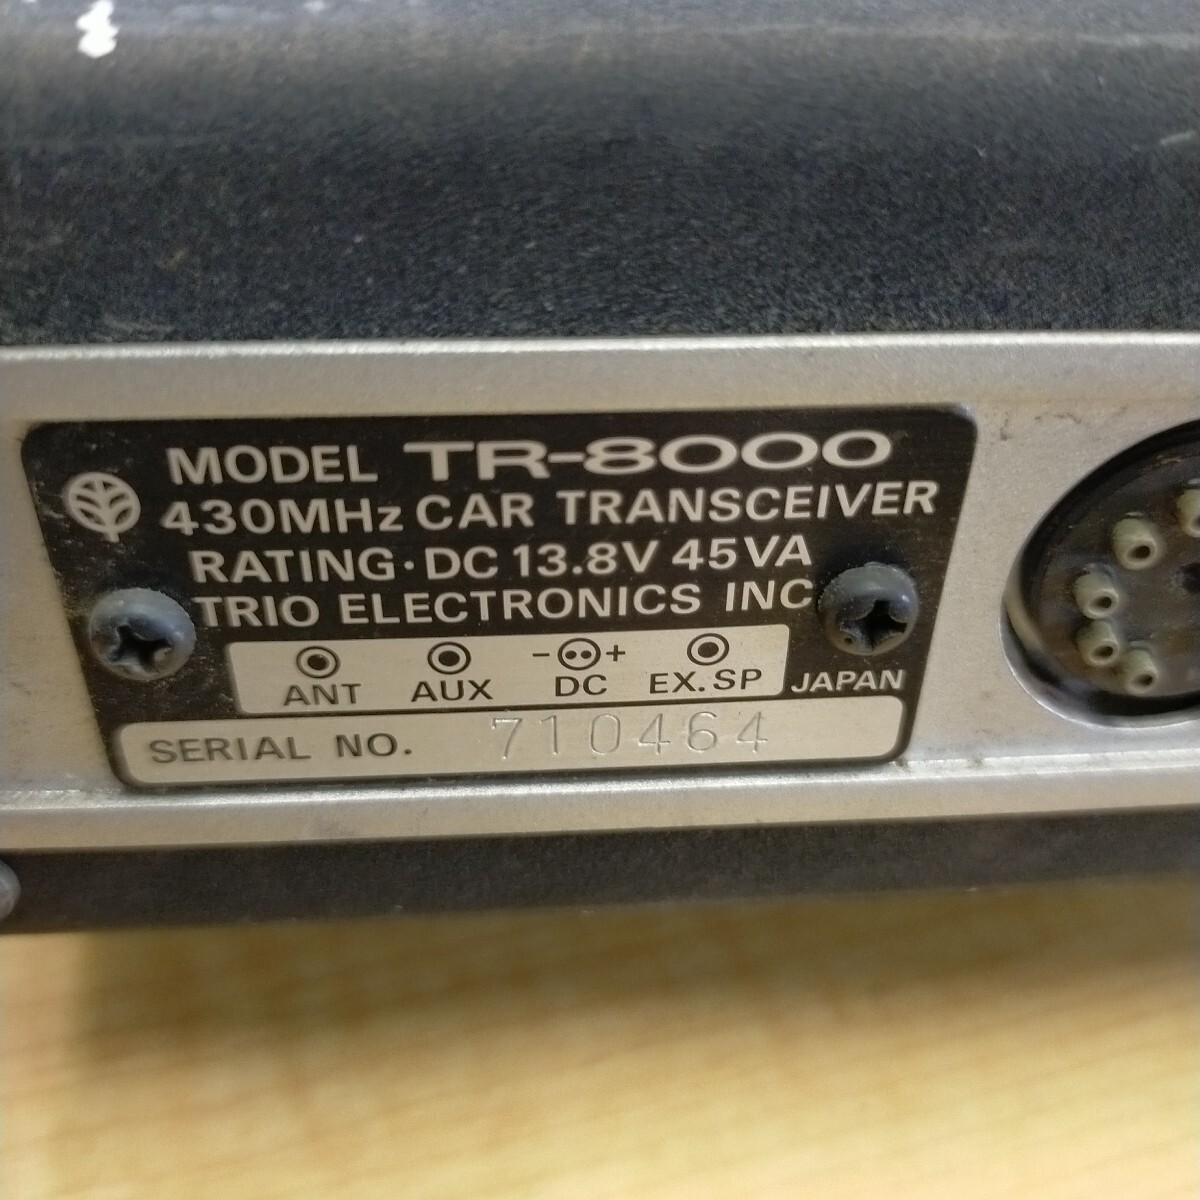 MODEL TR-8000
430MHz CAR TRANSCEIVER
RATING·DC 13.8V 45VA
TRIO ELECTRONICS INC
- +
ANT AUX DC EX.SP JAPAN
SERIAL NO. 710464